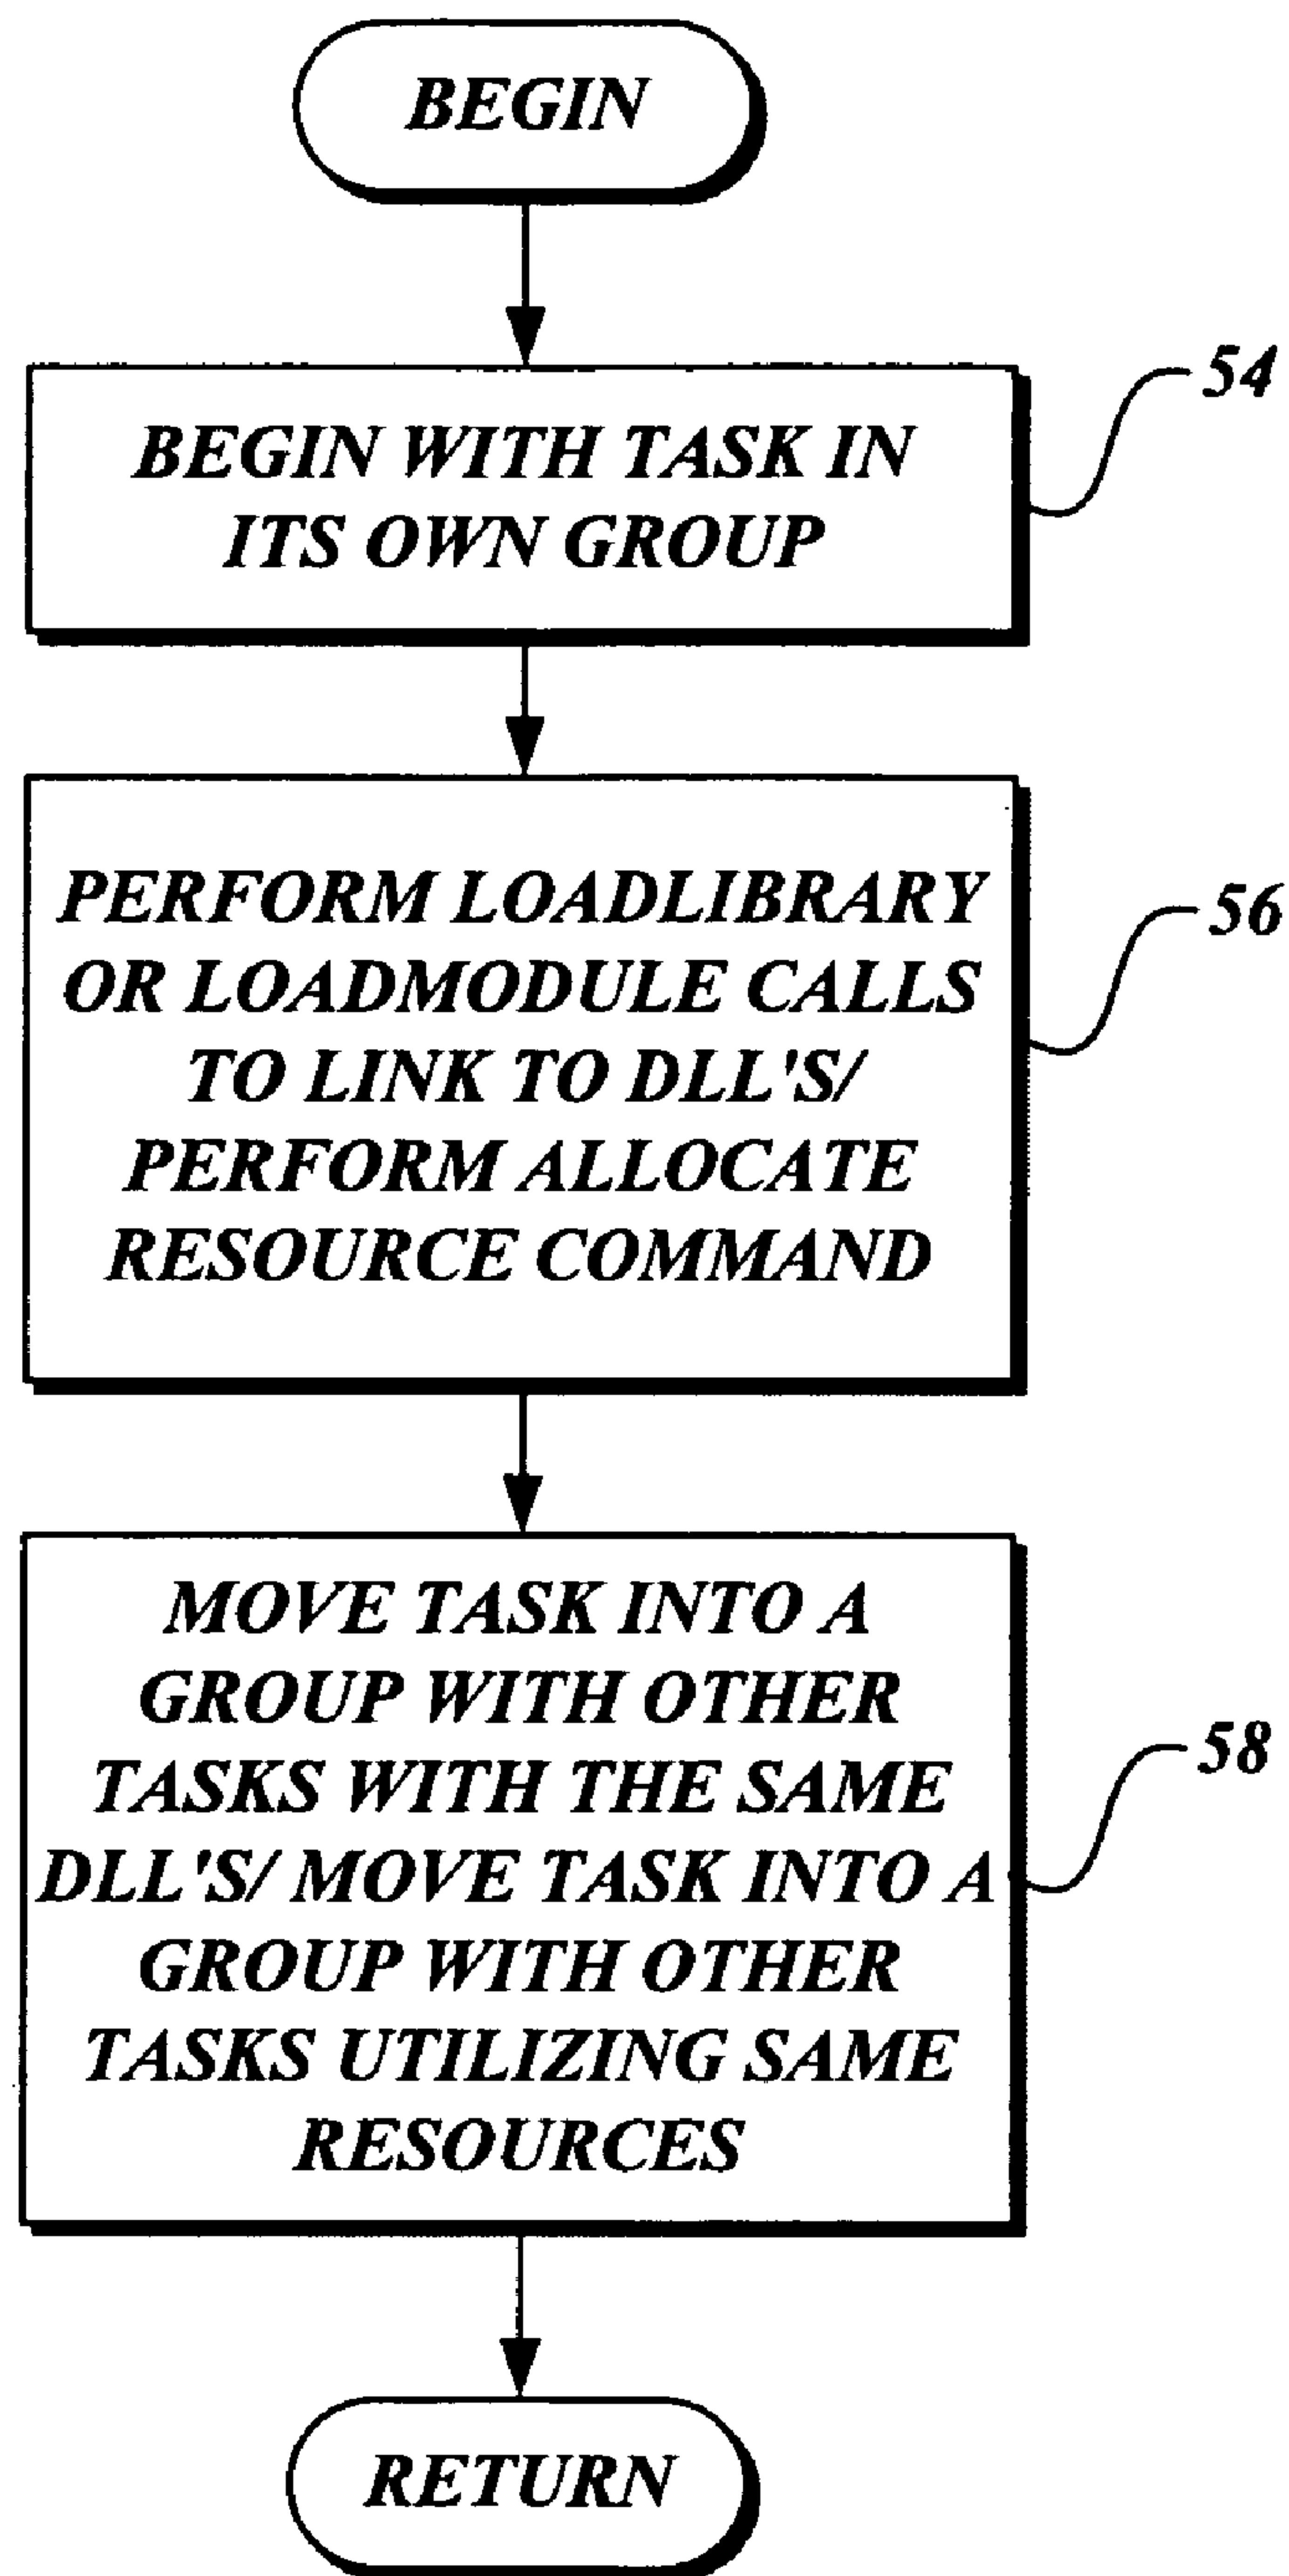 BEGIN
54
BEGIN WITH TASK IN
ITS OWN GROUP
56
PERFORM LOADLIBRARY
OR LOADMODULE CALLS
TO LINK TO DLL'S/
PERFORM ALLOCATE
RESOURCE COMMAND
58
MOVE TASK INTO A
GROUP WITH OTHER
TASKS WITH THE SAME
DLL'S/ MOVE TASK INTO A
GROUP WITH OTHER
TASKS UTILIZING SAME
RESOURCES
RETURN